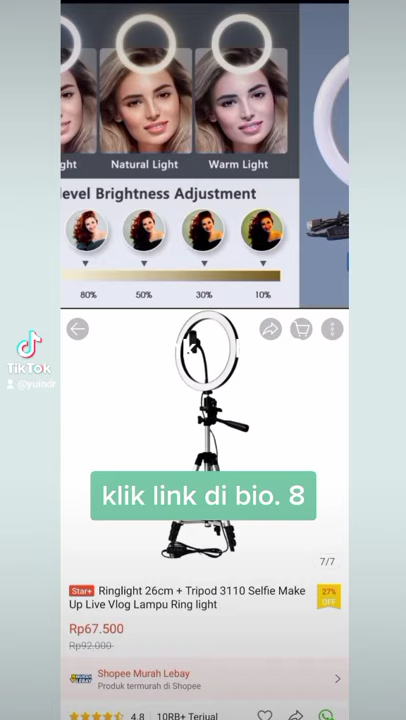 ght
Natural Light
Warm Light
level Brightness Adjustment
80%
50%
30%
10%
TikTok
@yuindr
klik link di bio. 8
7/7
Star+ Ringlight 26cm + Tripod 3110 Selfie Make
Up Live Vlog Lampu Ring light
27%
OFF
Rp67.500
Rp92.000
Shopee Murah Lebay
Produk termurah di Shopee
4.8
10RB+ Terjual